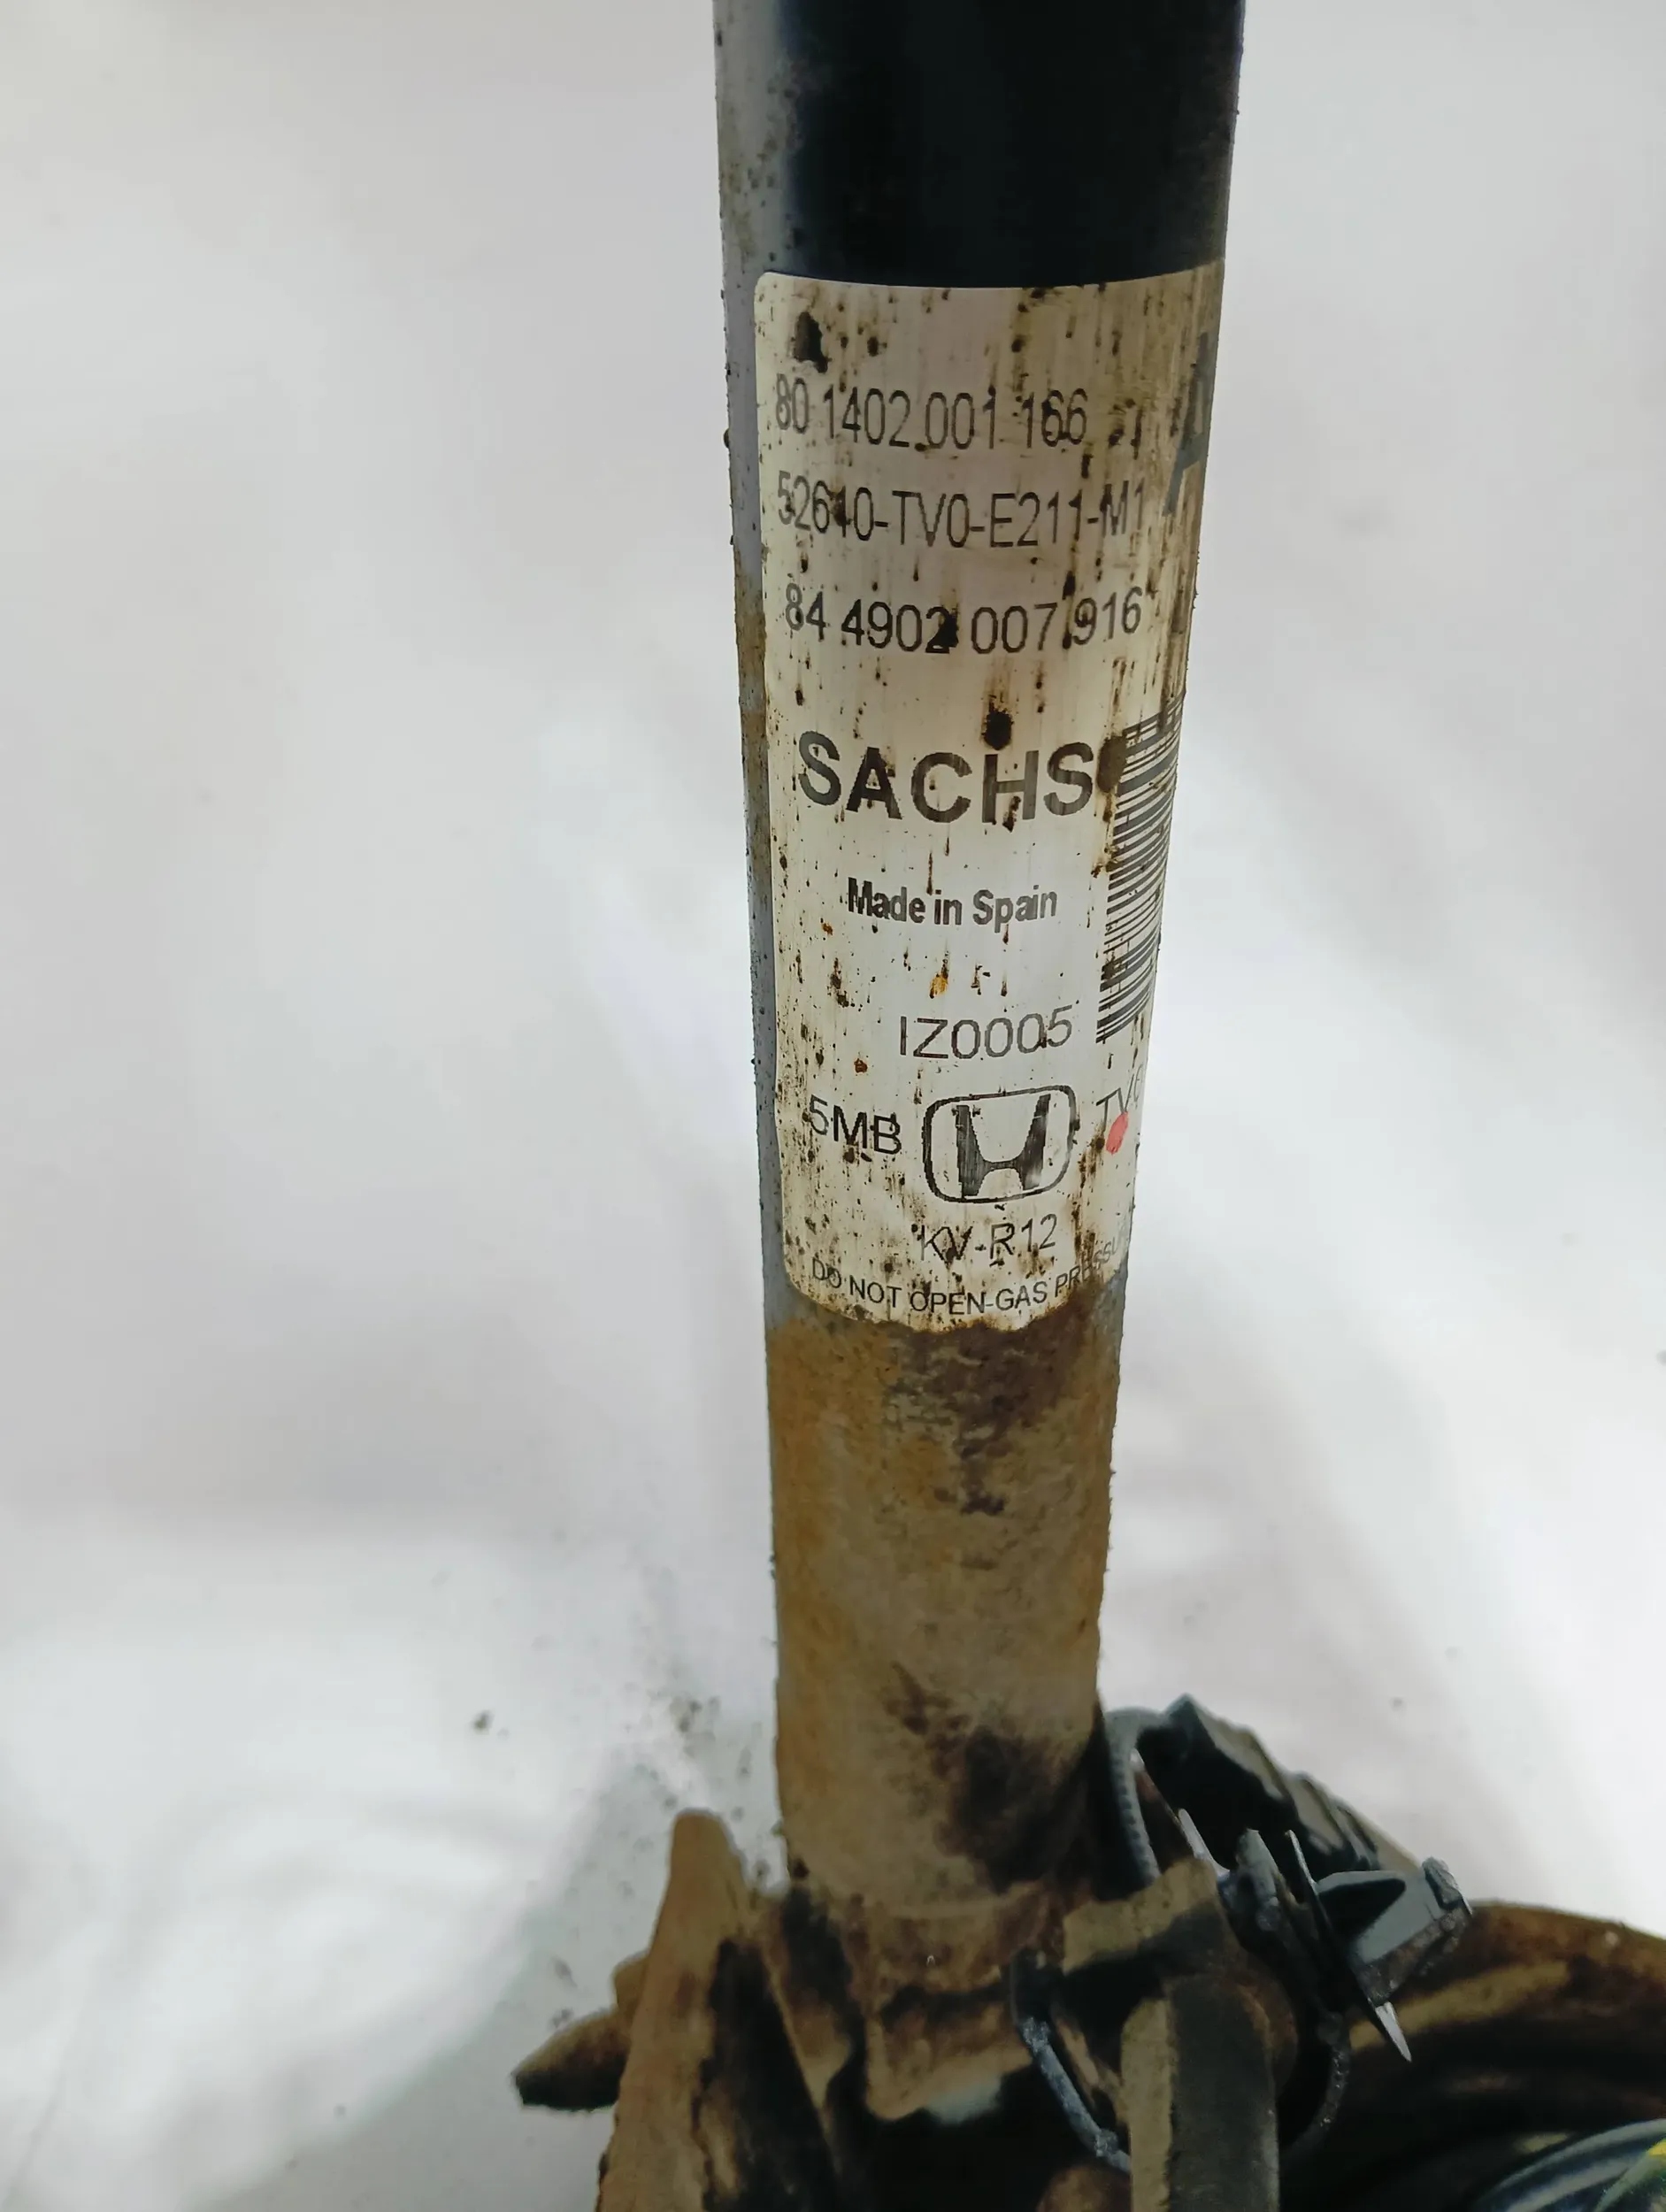 80 1402 001 166
52610-TV0-E211-M1
84 4902 007 916
SACHS
Made in Spain
IZ0005
5MB
KV-R12
DO NOT OPEN-GAS